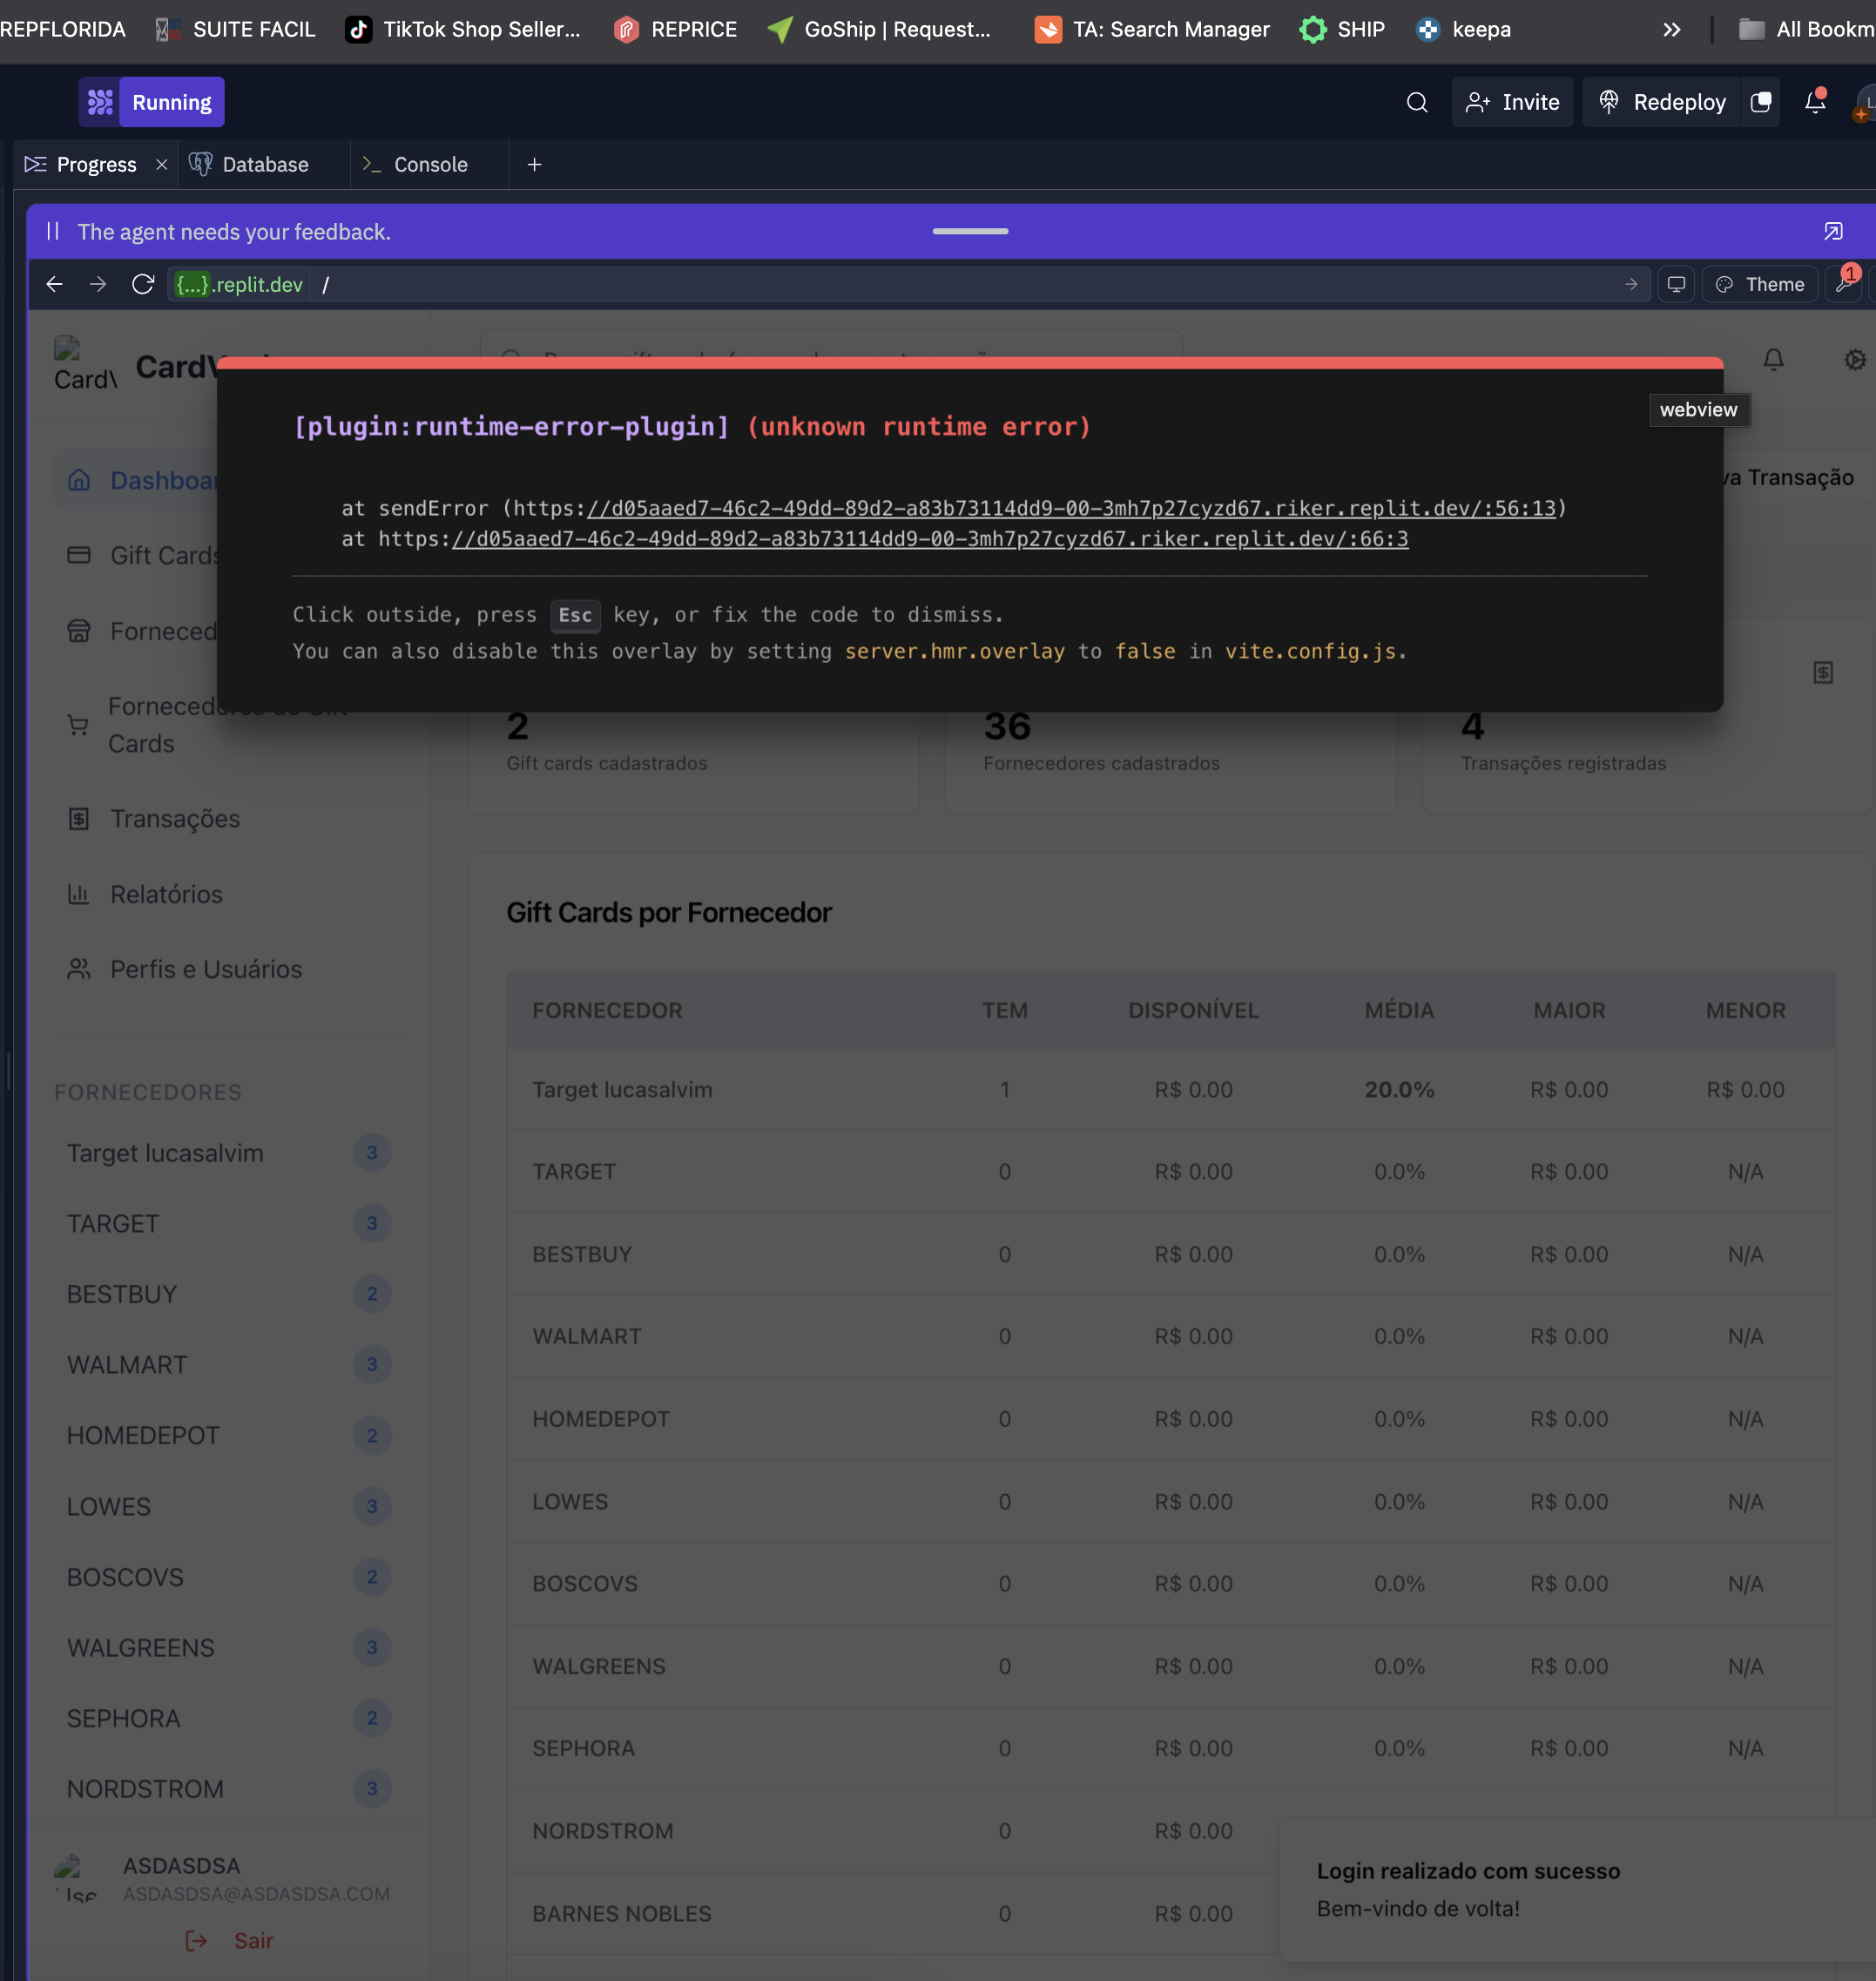 REPFLORIDA SUITE FACIL TikTok Shop Seller... REPRICE GoShip | Request... TA: Search Manager SHIP keepa All Bookm
Running Invite Redeploy
Progress Database Console
The agent needs your feedback.
{...}.replit.dev / Theme 1
Card\ CardV
[plugin:runtime-error-plugin] (unknown runtime error)
webview
Dashboar
va Transação
at sendError (https://d05aaed7-46c2-49dd-89d2-a83b73114dd9-00-3mh7p27cyzd67.riker.replit.dev/:56:13)
at https://d05aaed7-46c2-49dd-89d2-a83b73114dd9-00-3mh7p27cyzd67.riker.replit.dev/:66:3
Gift Cards
Click outside, press Esc key, or fix the code to dismiss.
You can also disable this overlay by setting server.hmr.overlay to false in vite.config.js.
Forneced
Fornecedores de Gift
Cards
2 36 4
Gift cards cadastrados Fornecedores cadastrados Transações registradas
Transações
Relatórios
Perfis e Usuários
Gift Cards por Fornecedor
FORNECEDOR TEM DISPONÍVEL MÉDIA MAIOR MENOR
Target lucasalvim 1 R$ 0.00 20.0% R$ 0.00 R$ 0.00
TARGET 0 R$ 0.00 0.0% R$ 0.00 N/A
BESTBUY 0 R$ 0.00 0.0% R$ 0.00 N/A
WALMART 0 R$ 0.00 0.0% R$ 0.00 N/A
HOMEDEPOT 0 R$ 0.00 0.0% R$ 0.00 N/A
LOWES 0 R$ 0.00 0.0% R$ 0.00 N/A
BOSCOVS 0 R$ 0.00 0.0% R$ 0.00 N/A
WALGREENS 0 R$ 0.00 0.0% R$ 0.00 N/A
SEPHORA 0 R$ 0.00 0.0% R$ 0.00 N/A
NORDSTROM 0 R$ 0.00
BARNES NOBLES 0 R$ 0.00
FORNECEDORES
Target lucasalvim 3
TARGET 3
BESTBUY 2
WALMART 3
HOMEDEPOT 2
LOWES 3
BOSCOVS 2
WALGREENS 3
SEPHORA 2
NORDSTROM 3
ASDASDSA
ASDASDSA@ASDASDSA.COM
Sair
Login realizado com sucesso
Bem-vindo de volta!